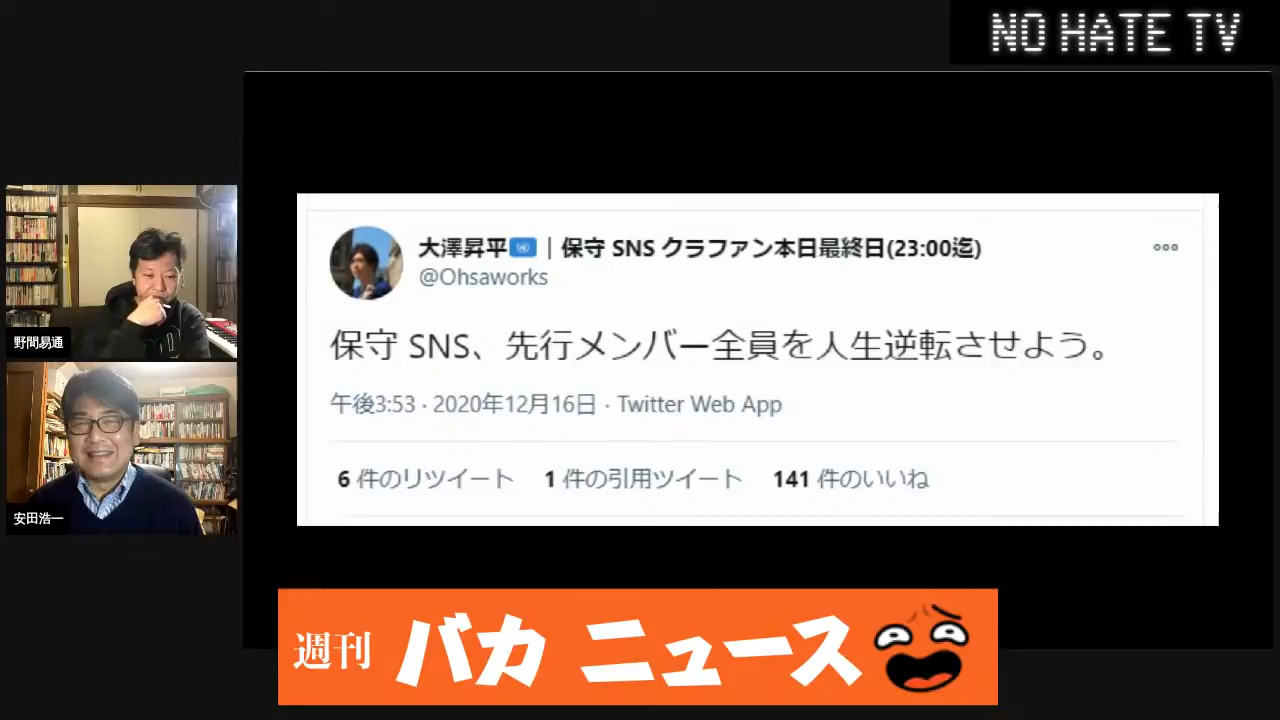 NO HATE TV
大澤昇平🇺🇳｜保守 SNS クラファン本日最終日(23:00迄)
@Ohsaworks
保守 SNS、先行メンバー全員を人生逆転させよう。
午後3:53 · 2020年12月16日 · Twitter Web App
6 件のリツイート 1 件の引用ツイート 141 件のいいね
野間易通
安田浩一
週刊 バカ ニュース